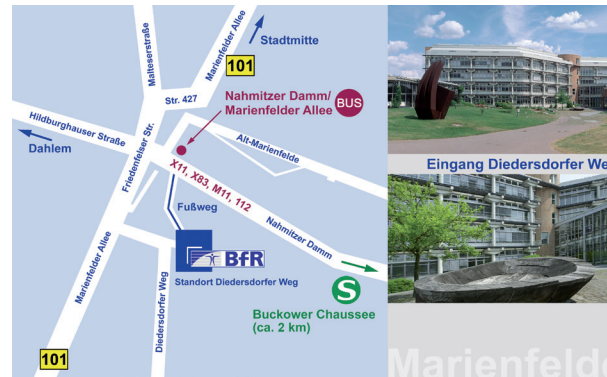 Stadtmitte
Marienfelder Allee
101
Malteserstraße
Str. 427
Nahmitzer Damm/
Marienfelder Allee
BUS
Hildburghauser Straße
Dahlem
Friedenfelser Str.
Alt-Marienfelde
X11, X83, M11, 112
Fußweg
Nahmitzer Damm
Marienfelder Allee
BfR
Standort Diedersdorfer Weg
Diedersdorfer Weg
S
Buckower Chaussee
(ca. 2 km)
101
Eingang Diedersdorfer We
Marienfelde